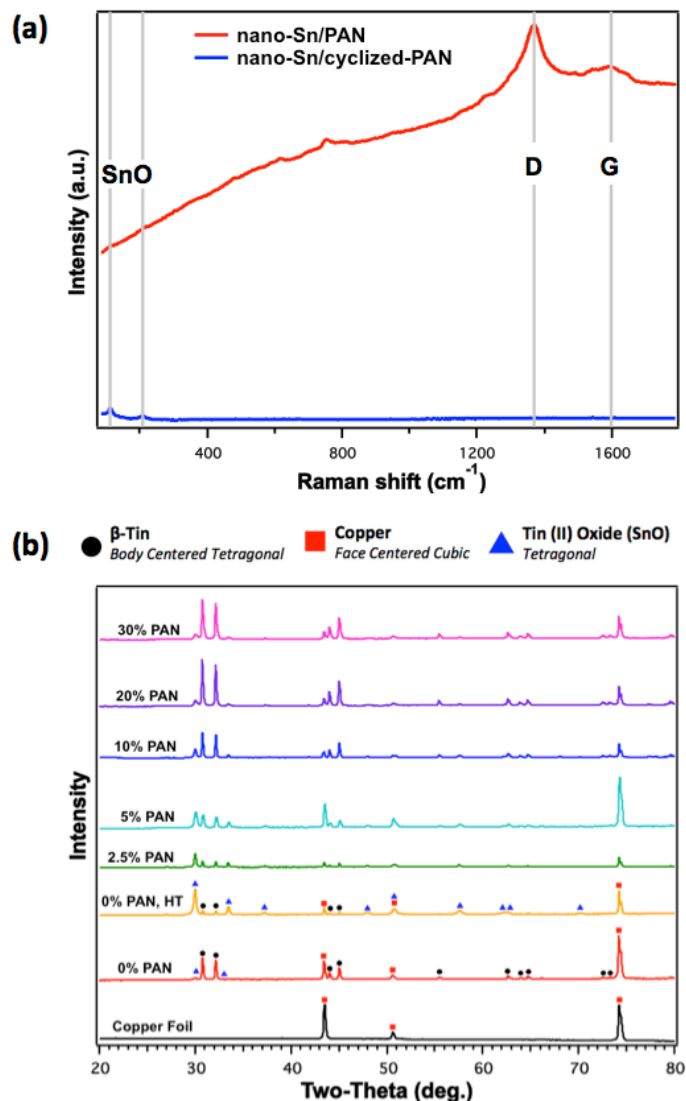 (a)
nano-Sn/PAN
nano-Sn/cyclized-PAN
SnO
D
G
Intensity (a.u.)
400
800
1200
1600
Raman shift (cm⁻¹)
(b)
β-Tin
Body Centered Tetragonal
Copper
Face Centered Cubic
Tin (II) Oxide (SnO)
Tetragonal
30% PAN
20% PAN
10% PAN
5% PAN
2.5% PAN
0% PAN, HT
0% PAN
Copper Foil
Intensity
20
30
40
50
60
70
80
Two-Theta (deg.)